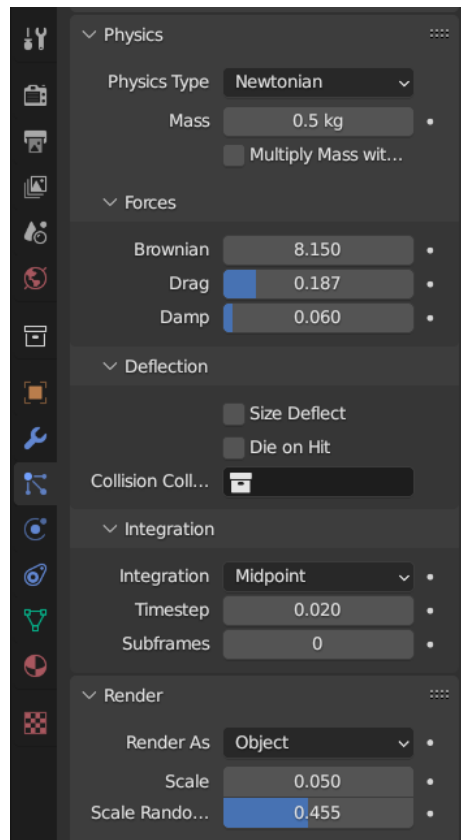 Physics
Physics Type Newtonian
Mass 0.5 kg
Multiply Mass wit...
Forces
Brownian 8.150
Drag 0.187
Damp 0.060
Deflection
Size Deflect
Die on Hit
Collision Coll...
Integration
Integration Midpoint
Timestep 0.020
Subframes 0
Render
Render As Object
Scale 0.050
Scale Rando... 0.455